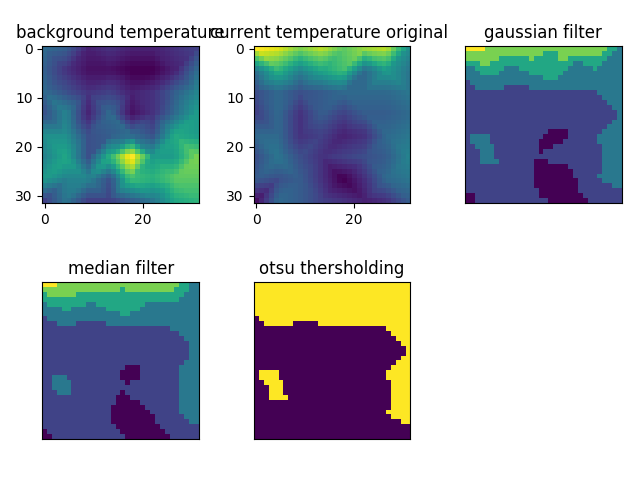 background temperature
current temperature original
gaussian filter
0
10
20
30
0
20
0
10
20
30
0
20
median filter
otsu thersholding